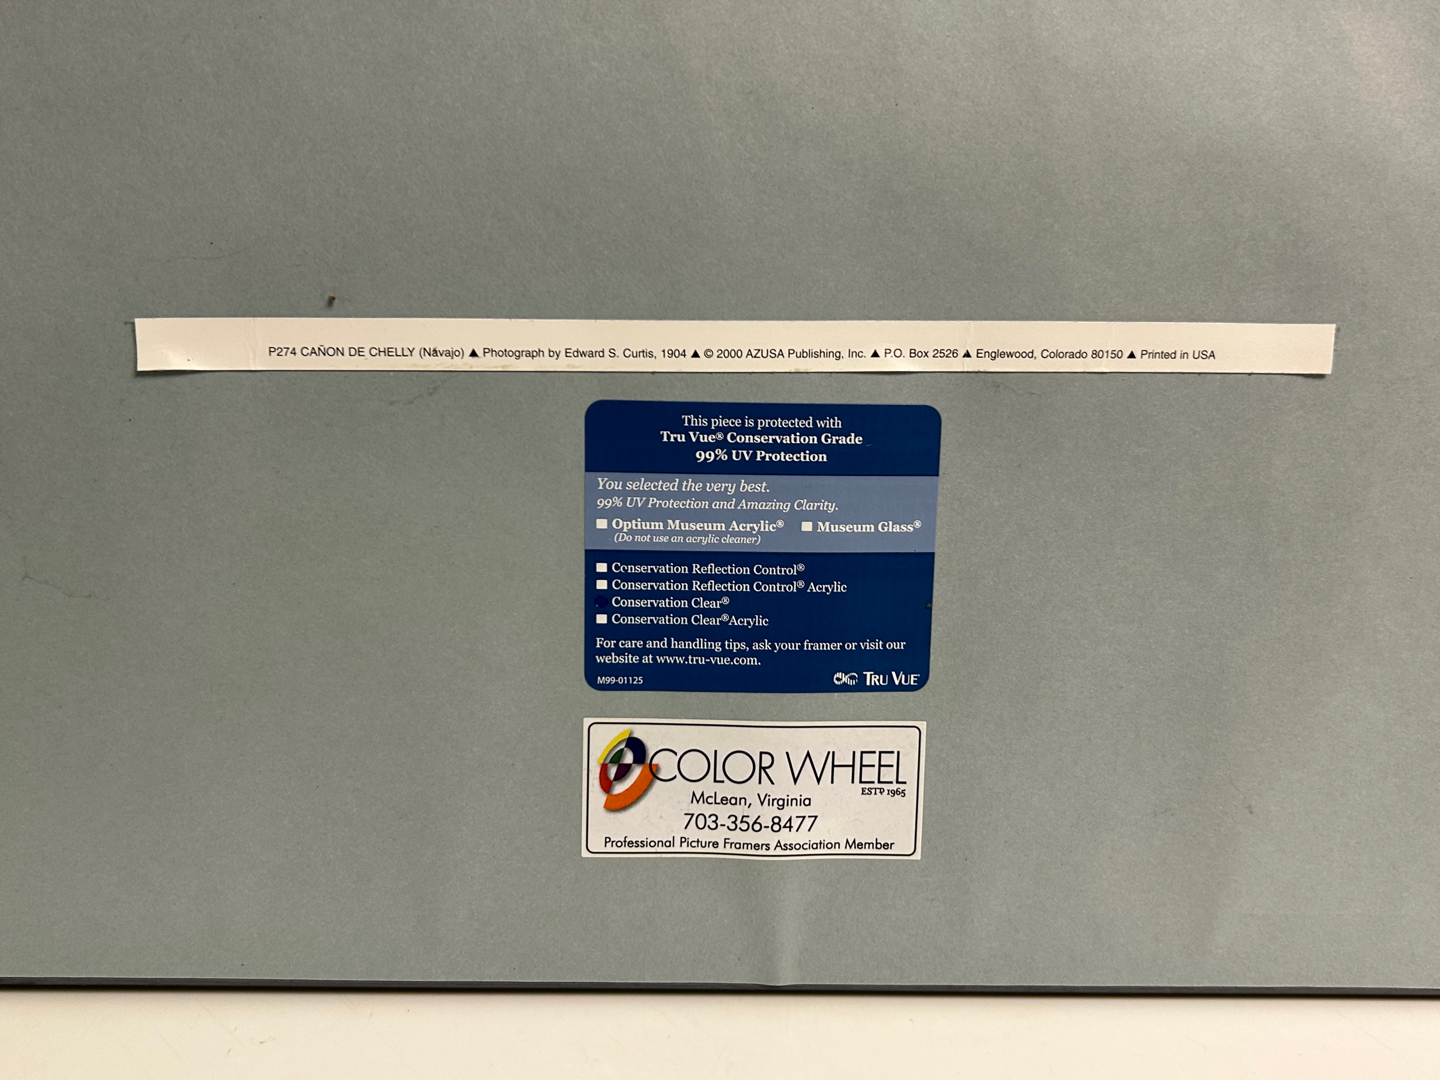 P274 CAÑON DE CHELLY (Navajo) ▲ Photograph by Edward S. Curtis, 1904 ▲ © 2000 AZUSA Publishing, Inc. ▲ P.O. Box 2526 ▲ Englewood, Colorado 80150 ▲ Printed in USA
This piece is protected with
Tru Vue® Conservation Grade
99% UV Protection
You selected the very best.
99% UV Protection and Amazing Clarity.
Optium Museum Acrylic® Museum Glass®
(Do not use an acrylic cleaner)
Conservation Reflection Control®
Conservation Reflection Control® Acrylic
Conservation Clear®
Conservation Clear® Acrylic
For care and handling tips, ask your framer or visit our
website at www.tru-vue.com.
M99-01125 TRU VUE
COLOR WHEEL
ESTD 1965
McLean, Virginia
703-356-8477
Professional Picture Framers Association Member